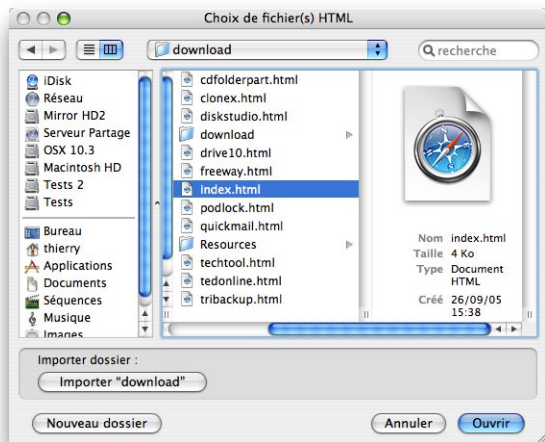 Choix de fichier(s) HTML
download
recherche
iDisk
Réseau
Mirror HD2
Serveur Partage
OSX 10.3
Macintosh HD
Tests 2
Tests
Bureau
thierry
Applications
Documents
Séquences
Musique
Images
cdfolderpart.html
clonex.html
diskstudio.html
download
drive10.html
freeway.html
index.html
podlock.html
quickmail.html
Resources
techtool.html
tedonline.html
tribackup.html
Nom index.html
Taille 4 Ko
Type Document
HTML
Créé 26/09/05
15:38
Importer dossier :
Importer “download”
Nouveau dossier
Annuler
Ouvrir